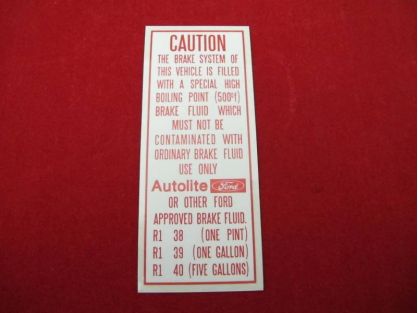 CAUTION
THE BRAKE SYSTEM OF
THIS VEHICLE IS FILLED
WITH A SPECIAL HIGH
BOILING POINT (500°f)
BRAKE FLUID WHICH
MUST NOT BE
CONTAMINATED WITH
ORDINARY BRAKE FLUID
USE ONLY
Autolite Ford
OR OTHER FORD
APPROVED BRAKE FLUID.
R1 38 (ONE PINT)
R1 39 (ONE GALLON)
R1 40 (FIVE GALLONS)